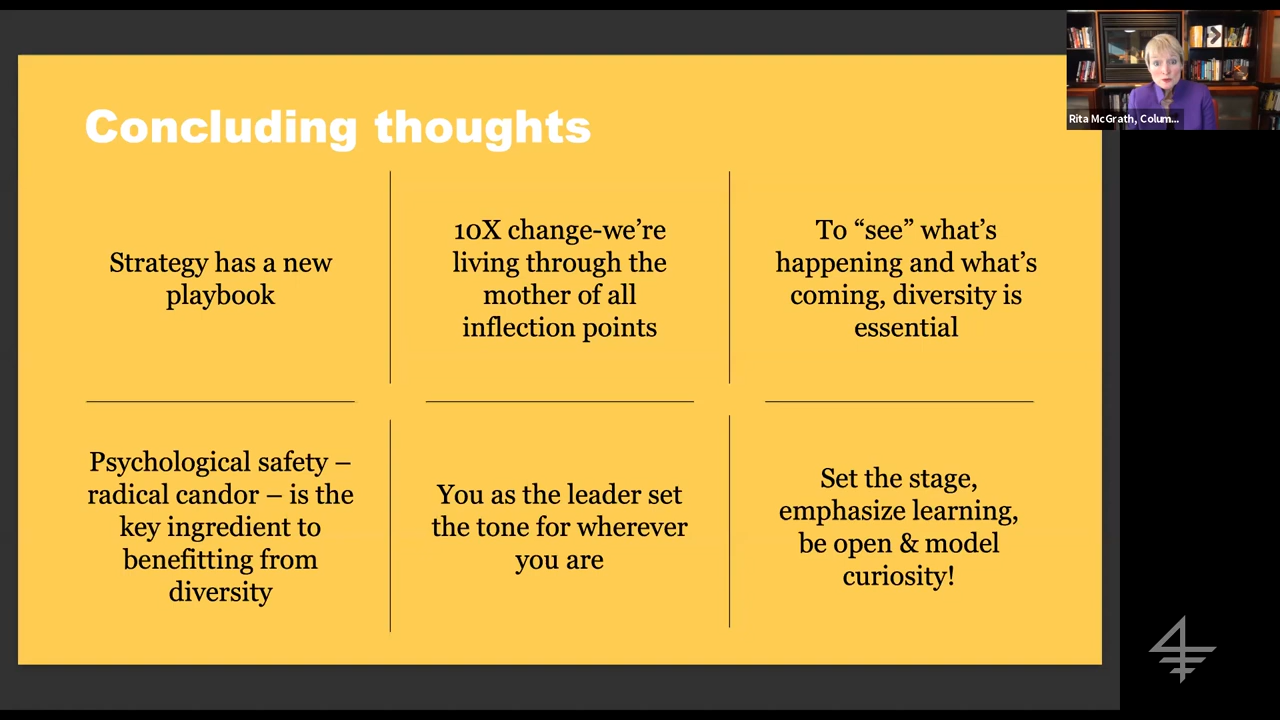 Concluding thoughts
Strategy has a new
playbook
10X change-we’re
living through the
mother of all
inflection points
To “see” what’s
happening and what’s
coming, diversity is
essential
Psychological safety –
radical candor – is the
key ingredient to
benefitting from
diversity
You as the leader set
the tone for wherever
you are
Set the stage,
emphasize learning,
be open & model
curiosity!
Rita McGrath, Colum...